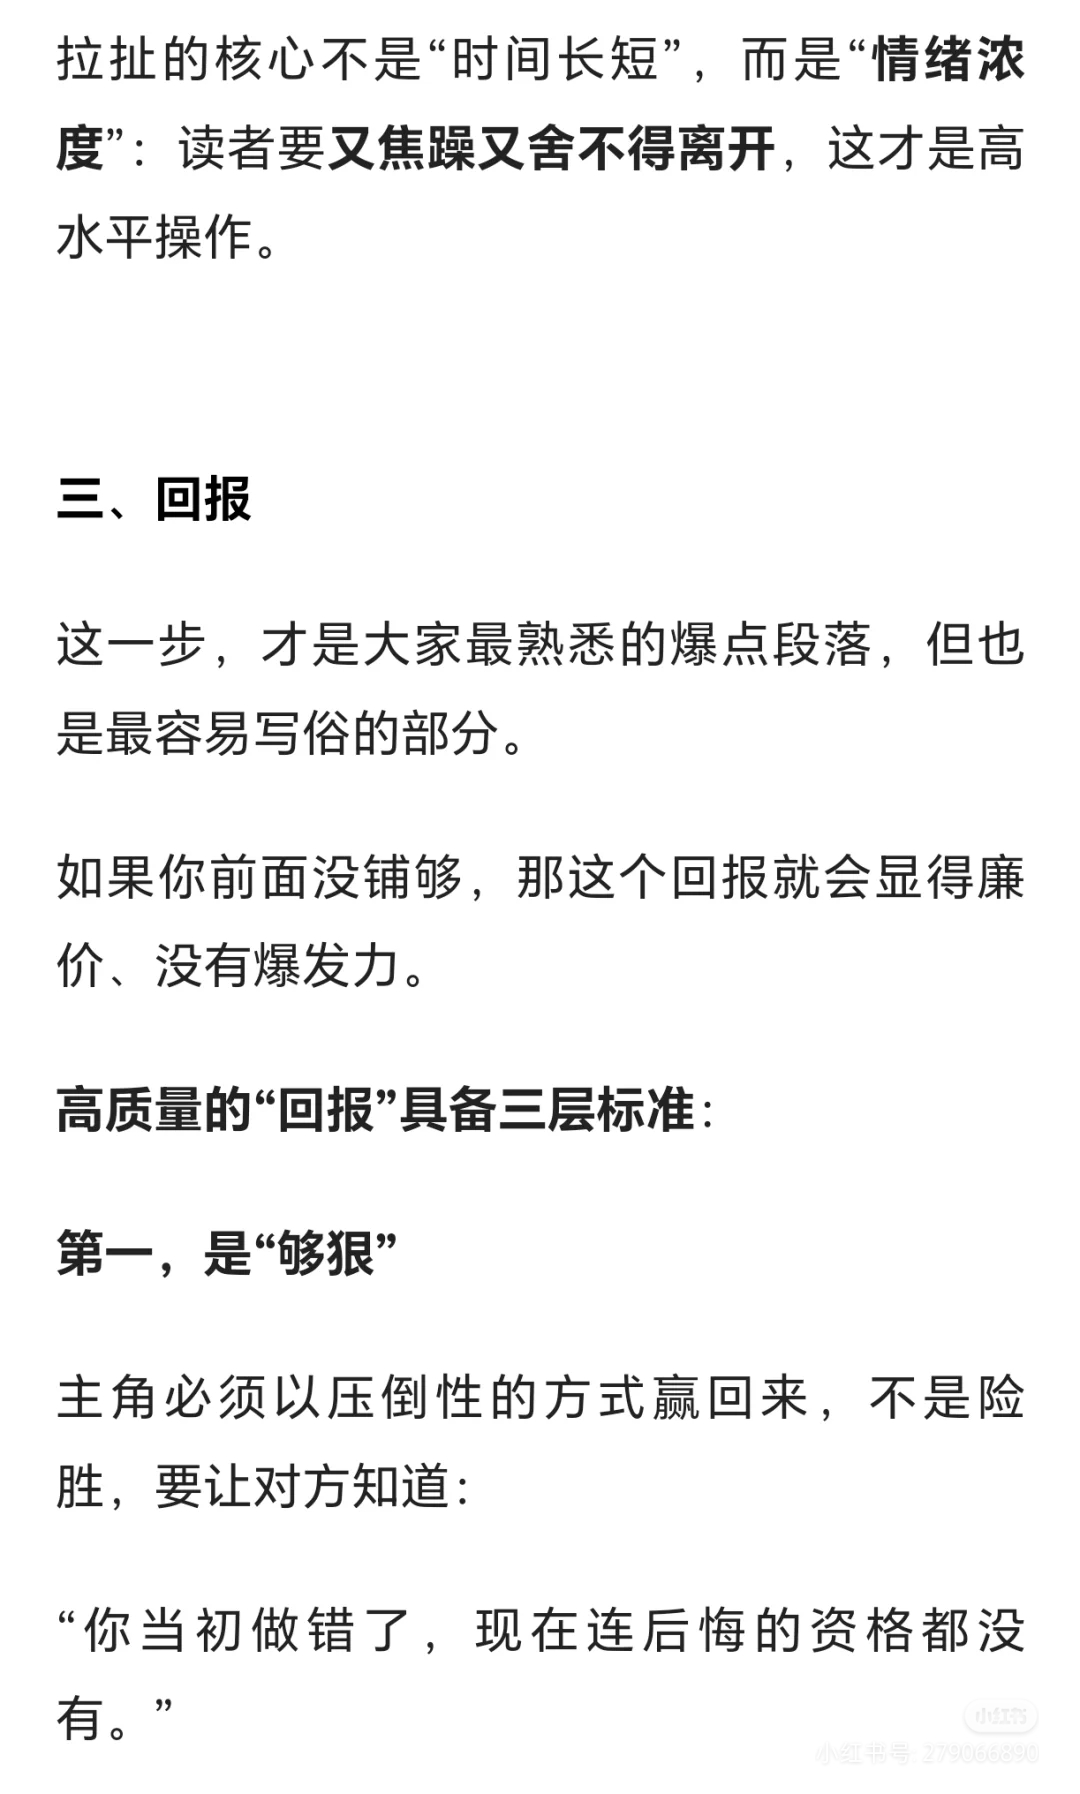 拉扯的核心不是“时间长短”，而是“情绪浓
度”：读者要又焦躁又舍不得离开，这才是高
水平操作。
三、回报
这一步，才是大家最熟悉的爆点段落，但也
是最容易写俗的部分。
如果你前面没铺够，那这个回报就会显得廉
价、没有爆发力。
高质量的“回报”具备三层标准：
第一，是“够狠”
主角必须以压倒性的方式赢回来，不是险
胜，要让对方知道：
“你当初做错了，现在连后悔的资格都没
有。”
小红书
小红书号: 279066890